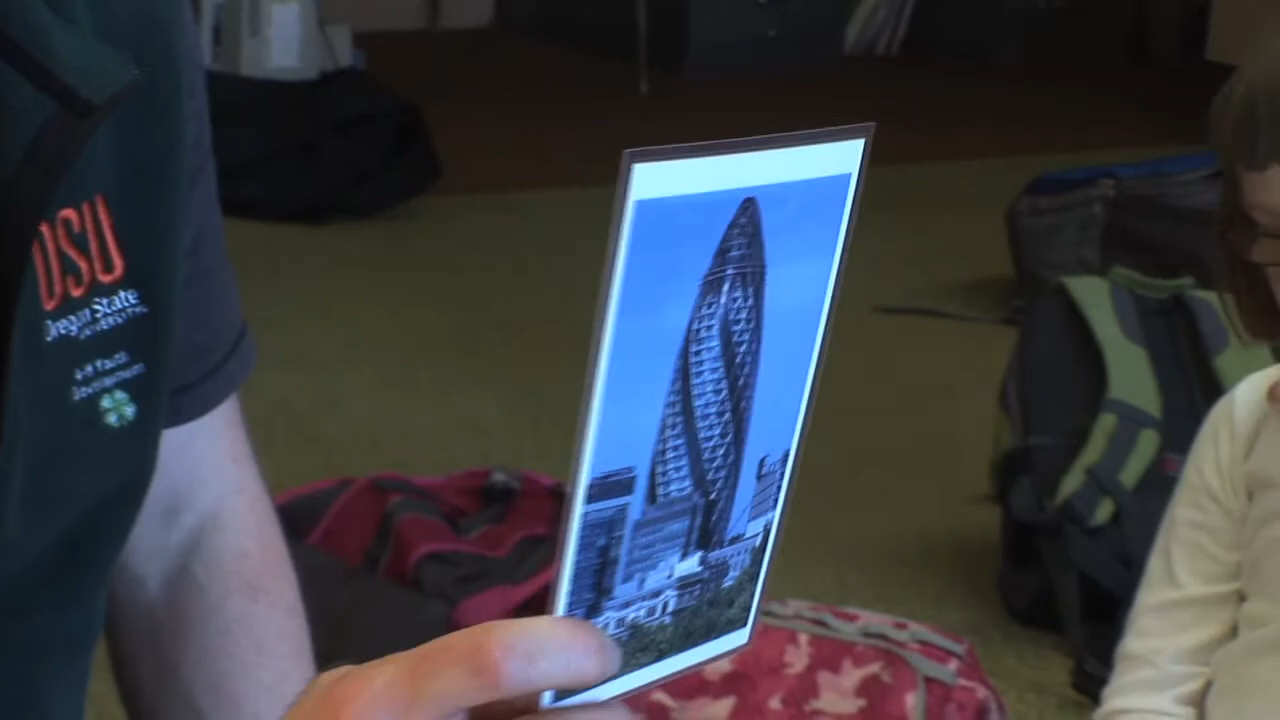 OSU
Oregon State
UNIVERSITY
4-H Youth
Development